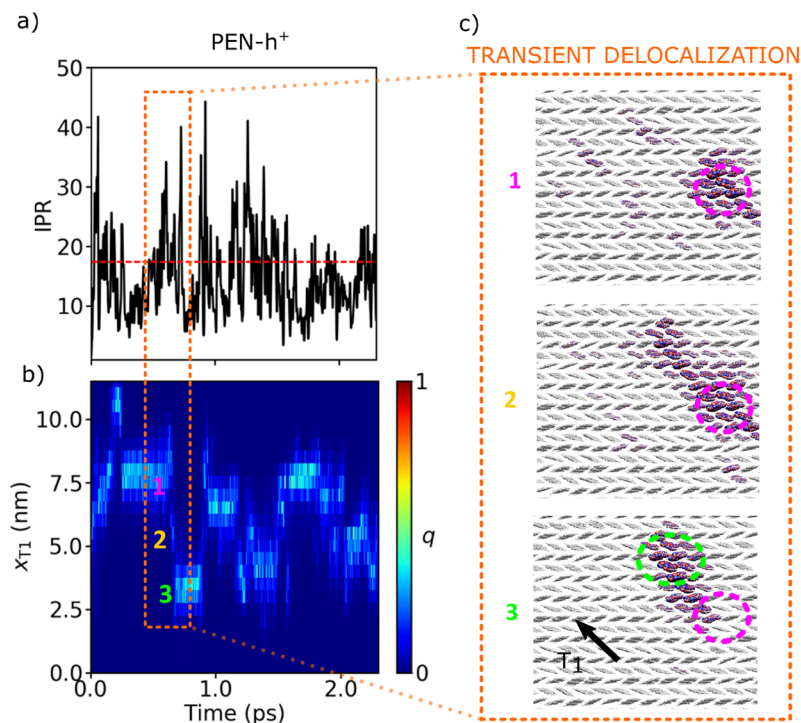 a)
PEN-h⁺
50
40
30
20
10
IPR
b)
10.0
7.5
5.0
2.5
0.0
x_T1 (nm)
1
2
3
0.0
1.0
2.0
Time (ps)
1
q
0
c)
TRANSIENT DELOCALIZATION
1
2
3
T₁